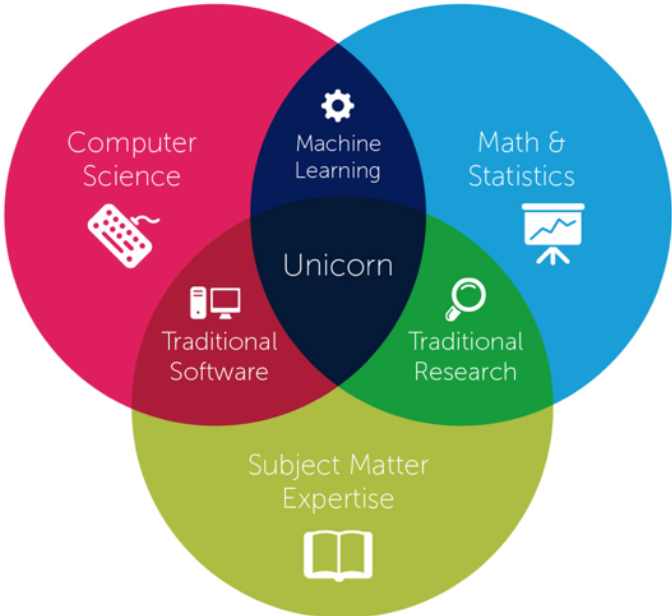 Computer
Science
Machine
Learning
Math &
Statistics
Unicorn
Traditional
Software
Traditional
Research
Subject Matter
Expertise